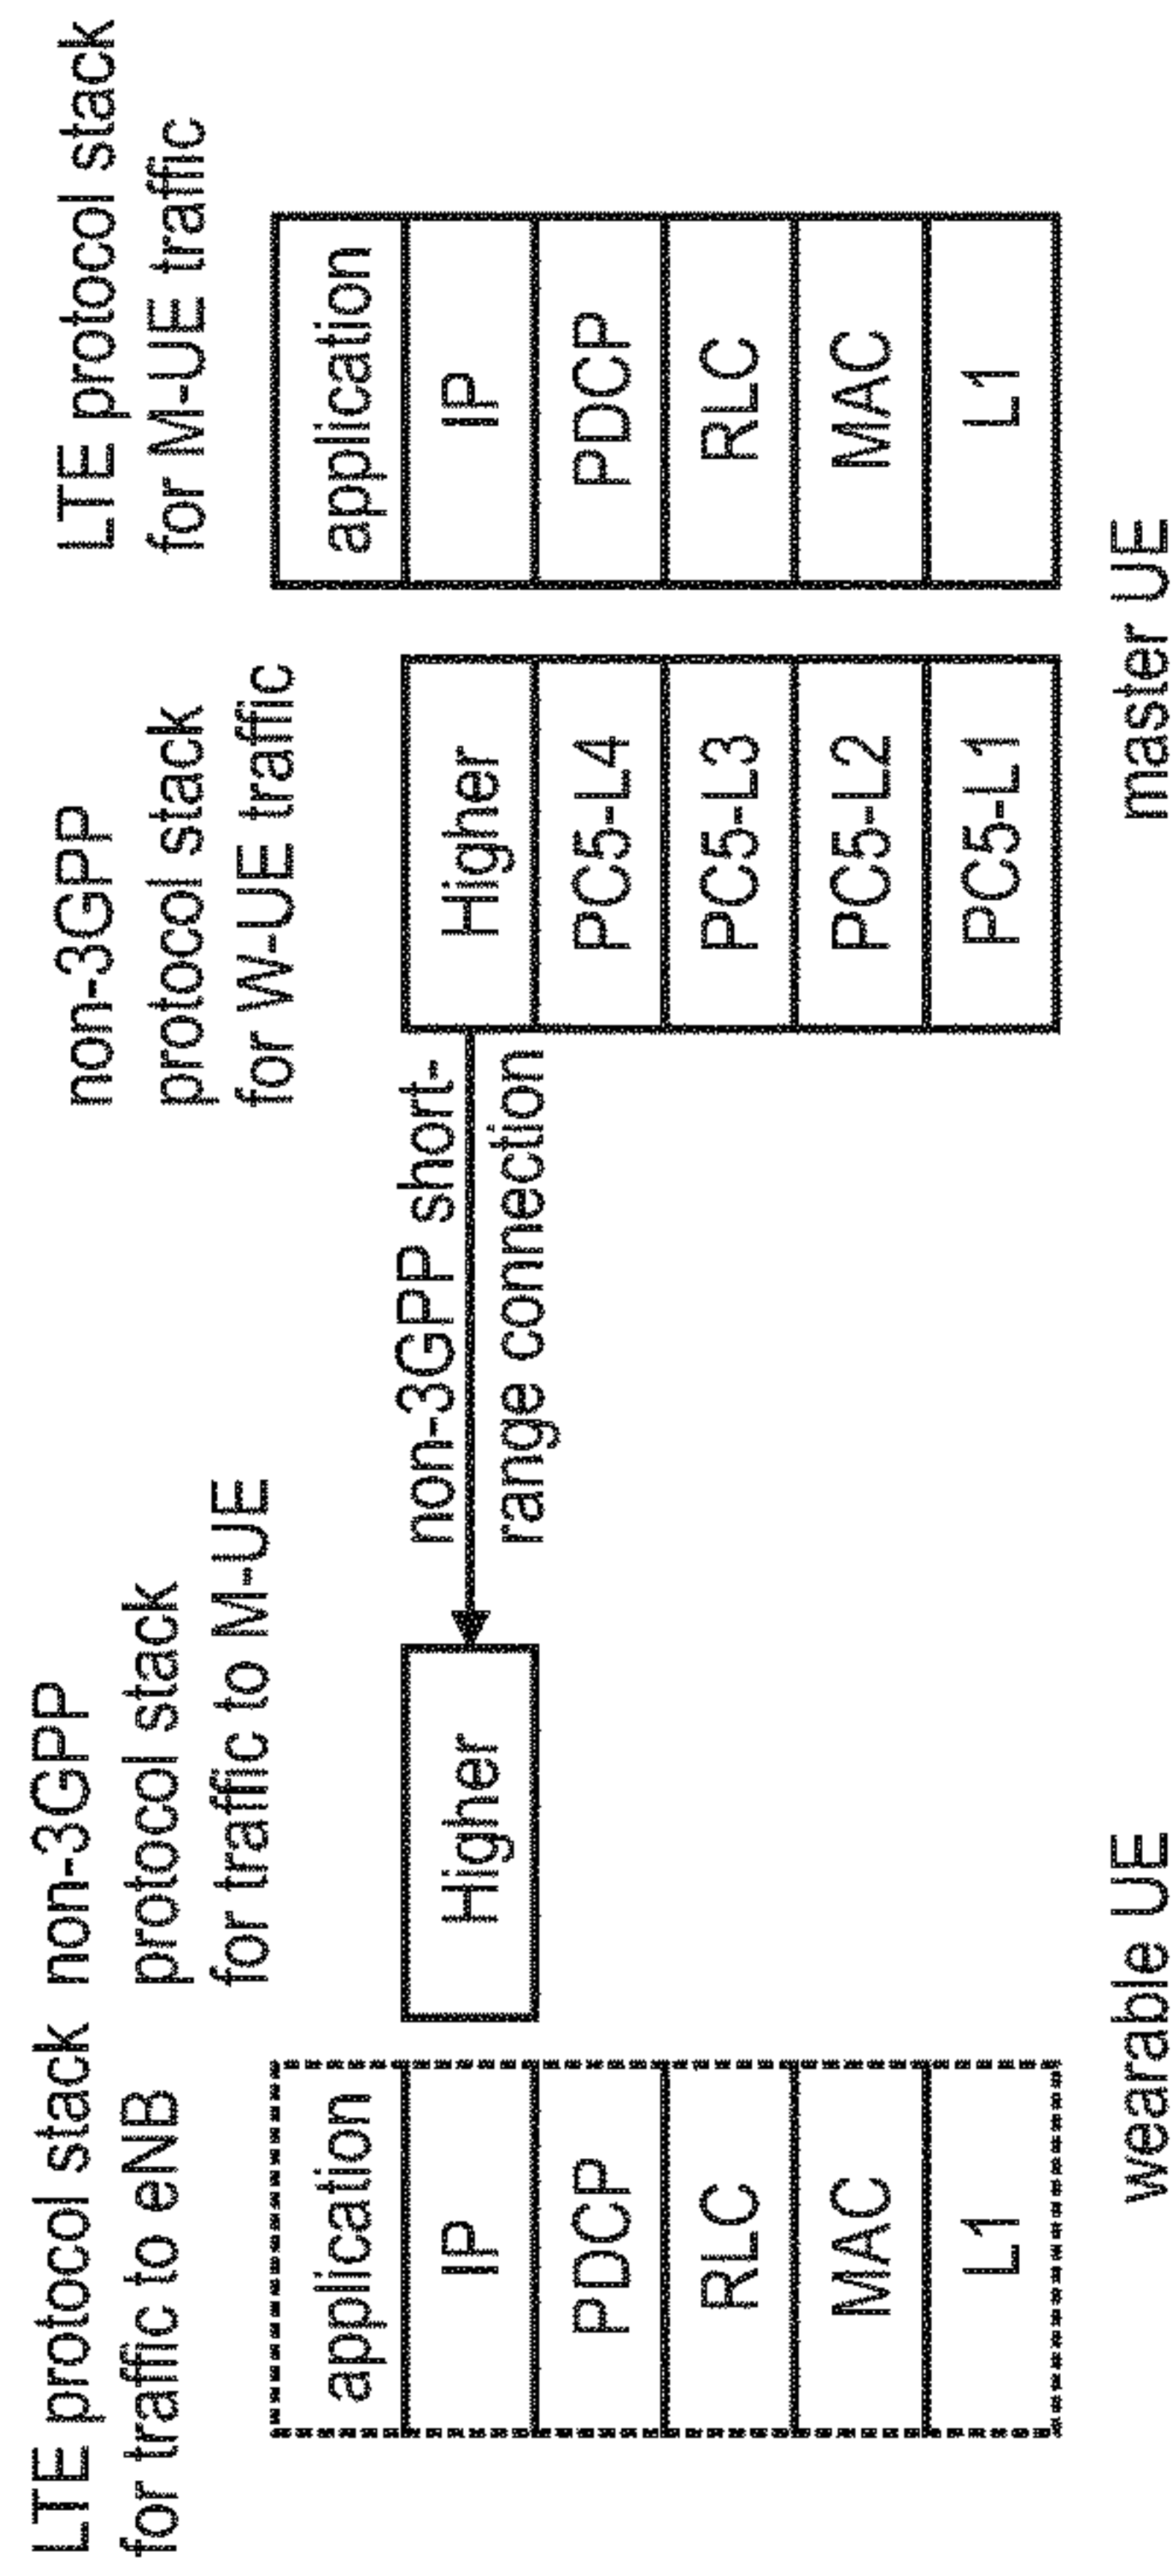 LTE protocol stack
for traffic to eNB
non-3GPP
protocol stack
for traffic to M-UE
non-3GPP
protocol stack
for W-UE traffic
LTE protocol stack
for M-UE traffic
application
IP
PDCP
RLC
MAC
L1
Higher
non-3GPP short-
range connection
Higher
PC5-L4
PC5-L3
PC5-L2
PC5-L1
application
IP
PDCP
RLC
MAC
L1
wearable UE
master UE